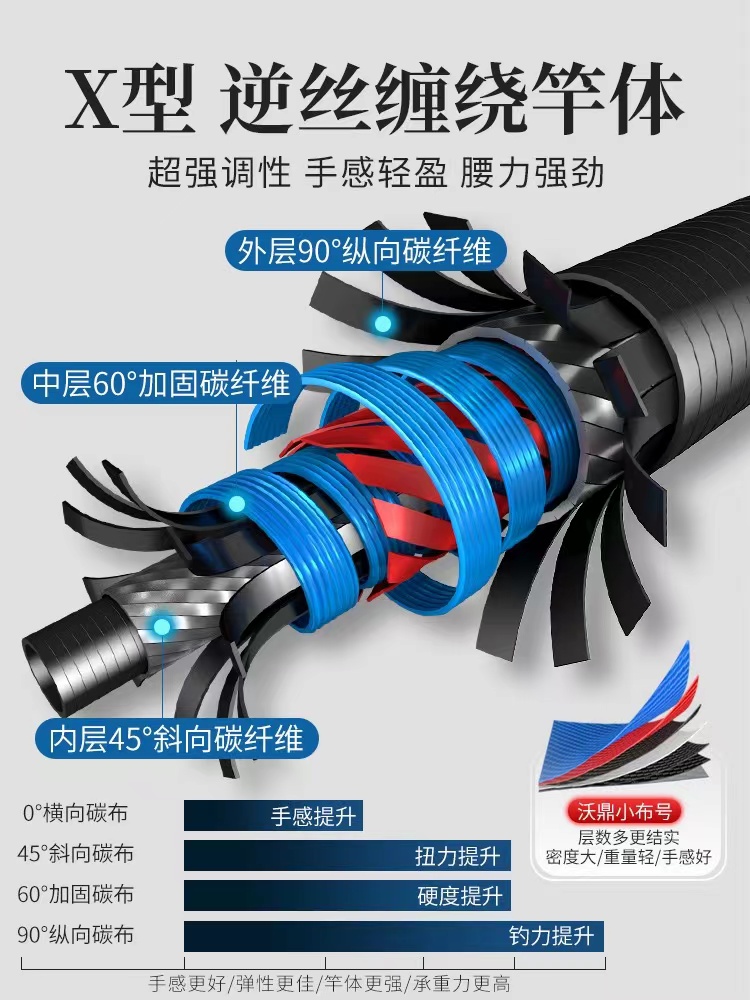 X型 逆丝缠绕竿体
超强调性 手感轻盈 腰力强劲
外层90°纵向碳纤维
中层60°加固碳纤维
内层45°斜向碳纤维
沃鼎小布号
层数多更结实
密度大/重量轻/手感好
0°横向碳布 手感提升
45°斜向碳布 扭力提升
60°加固碳布 硬度提升
90°纵向碳布 钓力提升
手感更好/弹性更佳/竿体更强/承重力更高